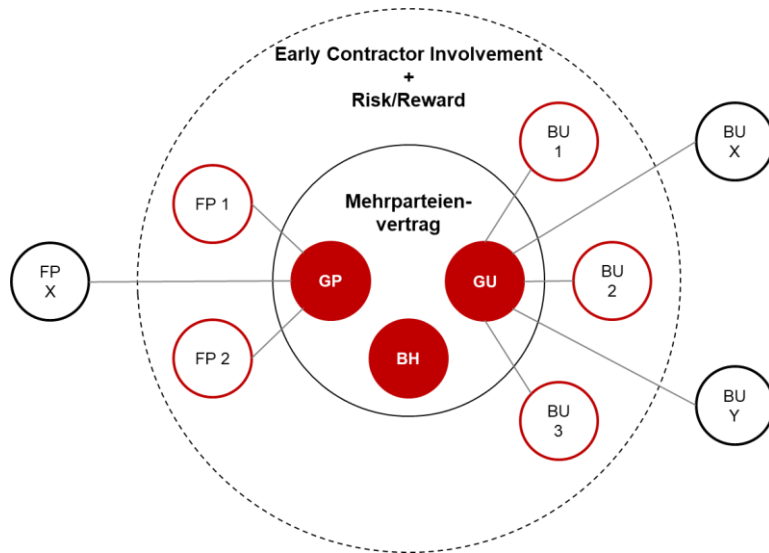 Early Contractor Involvement
+
Risk/Reward
BU
1
BU
X
FP 1
Mehrparteien-
vertrag
FP
X
GP
GU
BU
2
FP 2
BH
BU
3
BU
Y